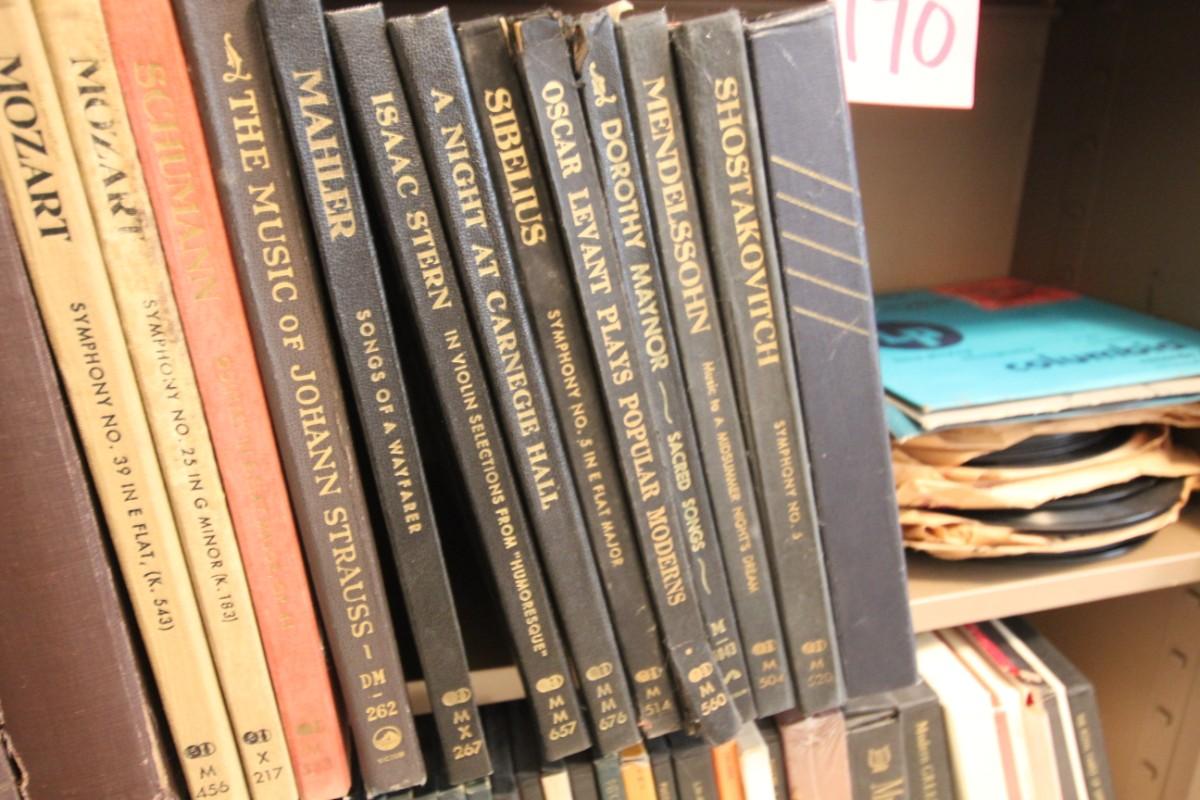 MOZART
SYMPHONY NO. 39 IN E FLAT, (K. 543)
M
456
MOZART
SYMPHONY NO. 25 IN G MINOR (K. 183)
X
217
SCHUMANN
M
THE MUSIC OF JOHANN STRAUSS
DM-
262
VICTOR
MAHLER
SONGS OF A WAYFARER
MX
267
ISAAC STERN
IN VIOLIN SELECTIONS FROM "HUMORESQUE"
MM
657
A NIGHT AT CARNEGIE HALL
MM
676
SIBELIUS
SYMPHONY NO. 5 IN E FLAT MAJOR
M
514
OSCAR LEVANT PLAYS POPULAR MODERNS
M
560
DOROTHY MAYNOR
SACRED SONGS
M
MENDELSSOHN
Music to A MIDSUMMER NIGHT'S DREAM
M
504
SHOSTAKOVITCH
SYMPHONY NO. 5
M
520
170
columbia